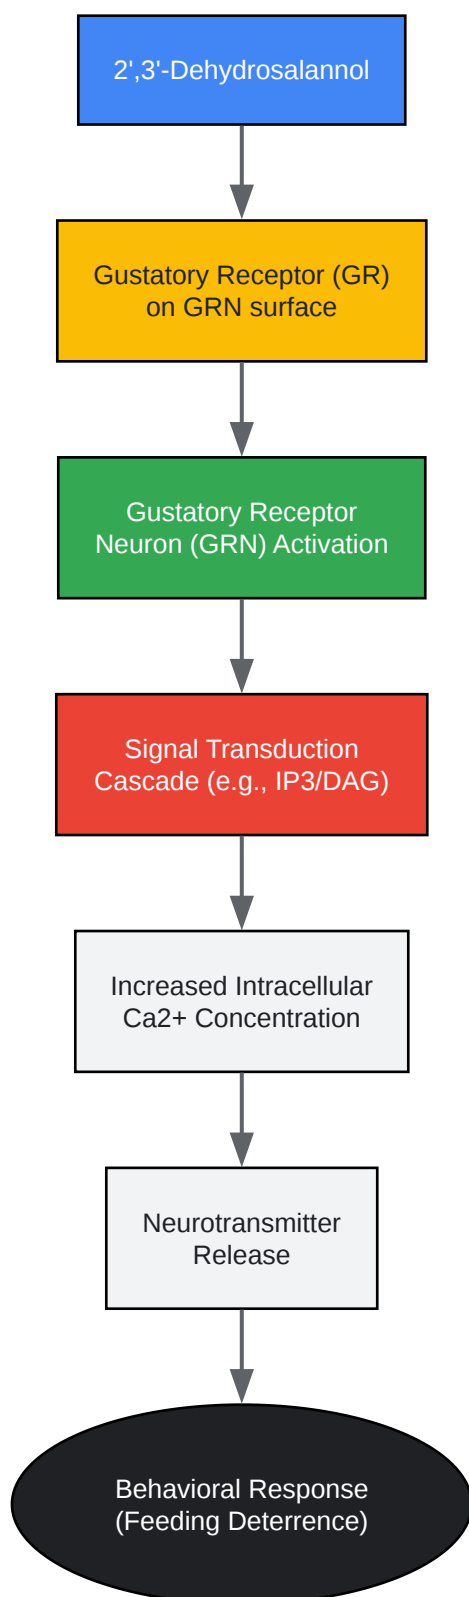 2',3'-Dehydrosalannol
Gustatory Receptor (GR)
on GRN surface
Gustatory Receptor
Neuron (GRN) Activation
Signal Transduction
Cascade (e.g., IP3/DAG)
Increased Intracellular
Ca2+ Concentration
Neurotransmitter
Release
Behavioral Response
(Feeding Deterrence)